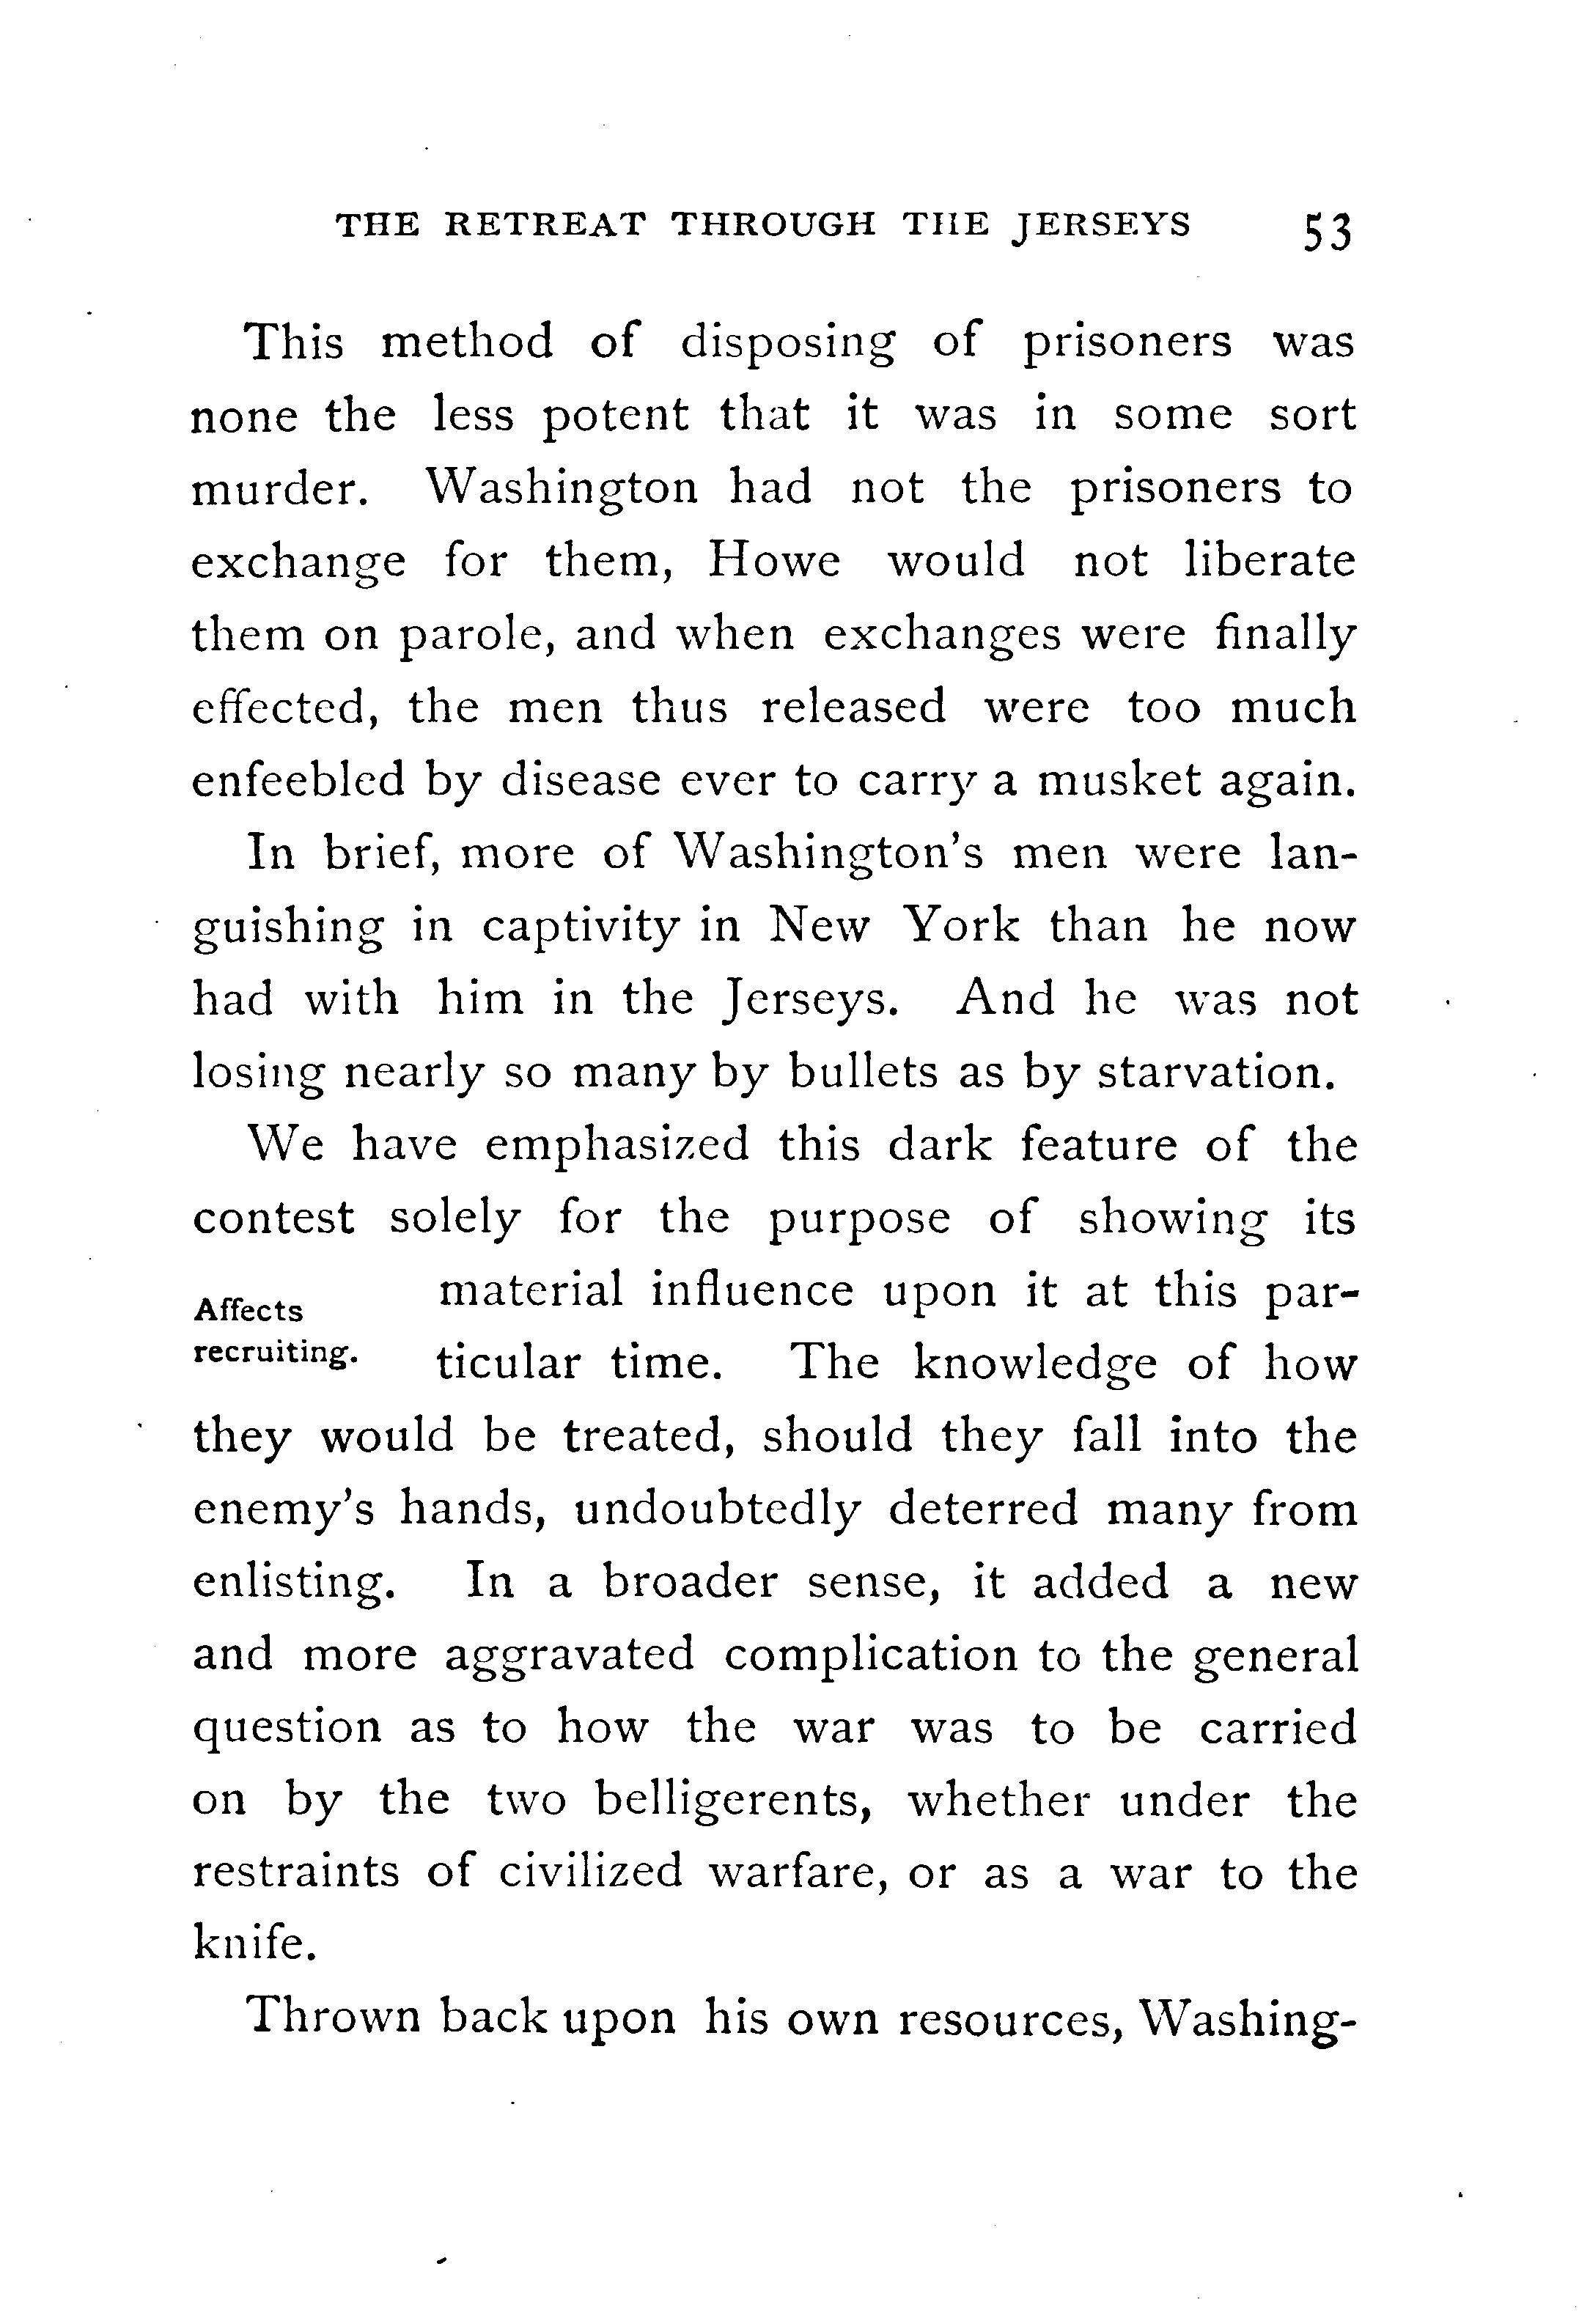 THE RETREAT THROUGH THE JERSEYS 53
This method of disposing of prisoners was
none the less potent that it was in some sort
murder. Washington had not the prisoners to
exchange for them, Howe would not liberate
them on parole, and when exchanges were finally
effected, the men thus released were too much
enfeebled by disease ever to carry a musket again.
In brief, more of Washington's men were lan-
guishing in captivity in New York than he now
had with him in the Jerseys. And he was not
losing nearly so many by bullets as by starvation.
We have emphasized this dark feature of the
contest solely for the purpose of showing its
Affects
recruiting.
material influence upon it at this par-
ticular time. The knowledge of how
they would be treated, should they fall into the
enemy's hands, undoubtedly deterred many from
enlisting. In a broader sense, it added a new
and more aggravated complication to the general
question as to how the war was to be carried
on by the two belligerents, whether under the
restraints of civilized warfare, or as a war to the
knife.
Thrown back upon his own resources, Washing-